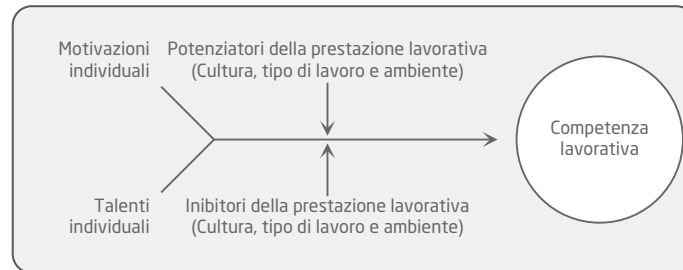 Motivazioni
individuali
Potenziatori della prestazione lavorativa
(Cultura, tipo di lavoro e ambiente)
Competenza
lavorativa
Talenti
individuali
Inibitori della prestazione lavorativa
(Cultura, tipo di lavoro e ambiente)